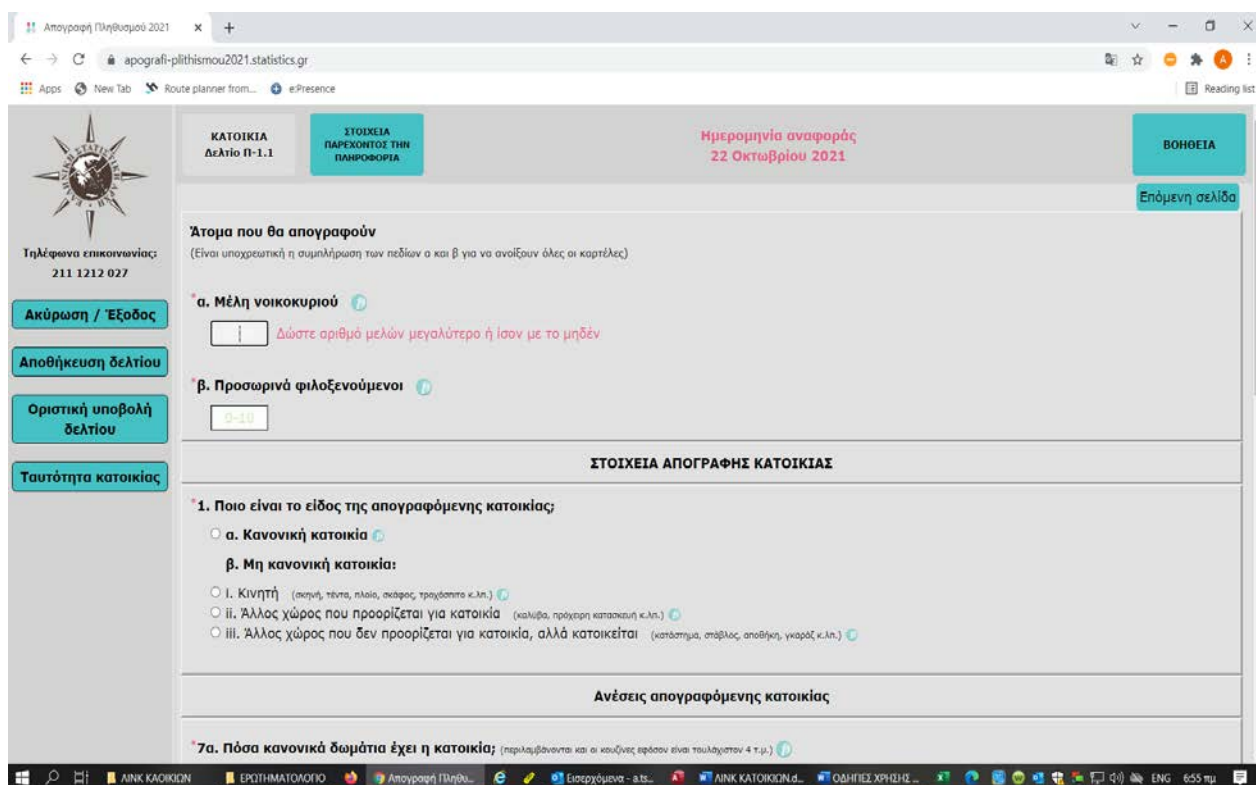 Απογραφή Πληθυσμού 2021
apografi-plithismou2021.statistics.gr
Apps New Tab Route planner from... e:Presence Reading list
ΚΑΤΟΙΚΙΑ
Δελτίο Π-1.1
ΣΤΟΙΧΕΙΑ
ΠΑΡΕΧΟΝΤΟΣ ΤΗΝ
ΠΛΗΡΟΦΟΡΙΑ
Ημερομηνία αναφοράς
22 Οκτωβρίου 2021
ΒΟΗΘΕΙΑ
Επόμενη σελίδα
Τηλέφωνα επικοινωνίας:
211 1212 027
Ακύρωση / Έξοδος
Αποθήκευση δελτίου
Οριστική υποβολή
δελτίου
Ταυτότητα κατοικίας
Άτομα που θα απογραφούν
(Είναι υποχρεωτική η συμπλήρωση των πεδίων α και β για να ανοίξουν όλες οι καρτέλες)
*α. Μέλη νοικοκυριού
Δώστε αριθμό μελών μεγαλύτερο ή ίσον με το μηδέν
*β. Προσωρινά φιλοξενούμενοι
ΣΤΟΙΧΕΙΑ ΑΠΟΓΡΑΦΗΣ ΚΑΤΟΙΚΙΑΣ
*1. Ποιο είναι το είδος της απογραφόμενης κατοικίας;
α. Κανονική κατοικία
β. Μη κανονική κατοικία:
i. Κινητή (σκηνή, τέντα, πλοίο, σκάφος, τροχόσπιτο κ.λπ.)
ii. Άλλος χώρος που προορίζεται για κατοικία (καλύβα, πρόχειρη κατασκευή κ.λπ.)
iii. Άλλος χώρος που δεν προορίζεται για κατοικία, αλλά κατοικείται (κατάστημα, στάβλος, αποθήκη, γκαράζ κ.λπ.)
Ανέσεις απογραφόμενης κατοικίας
*7α. Πόσα κανονικά δωμάτια έχει η κατοικία; (περιλαμβάνονται και οι κουζίνες εφόσον είναι τουλάχιστον 4 τ.μ.)
ΛΙΝΚ ΚΑΟΙΚΙΩΝ ΕΡΩΤΗΜΑΤΟΛΟΓΙΟ Απογραφή Πληθυ... Εισερχόμενα - a.ts... ΛΙΝΚ ΚΑΤΟΙΚΙΩΝ.d... ΟΔΗΓΙΕΣ ΧΡΗΣΗΣ ... ENG 6:55 πμ